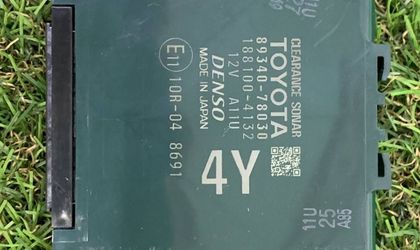 CLEARANCE SONAR
TOYOTA
89340-78030
188100-4132
12V A11U
DENSO
MADE IN JAPAN
E11 10R-04 8691
4Y
11U
25
A95